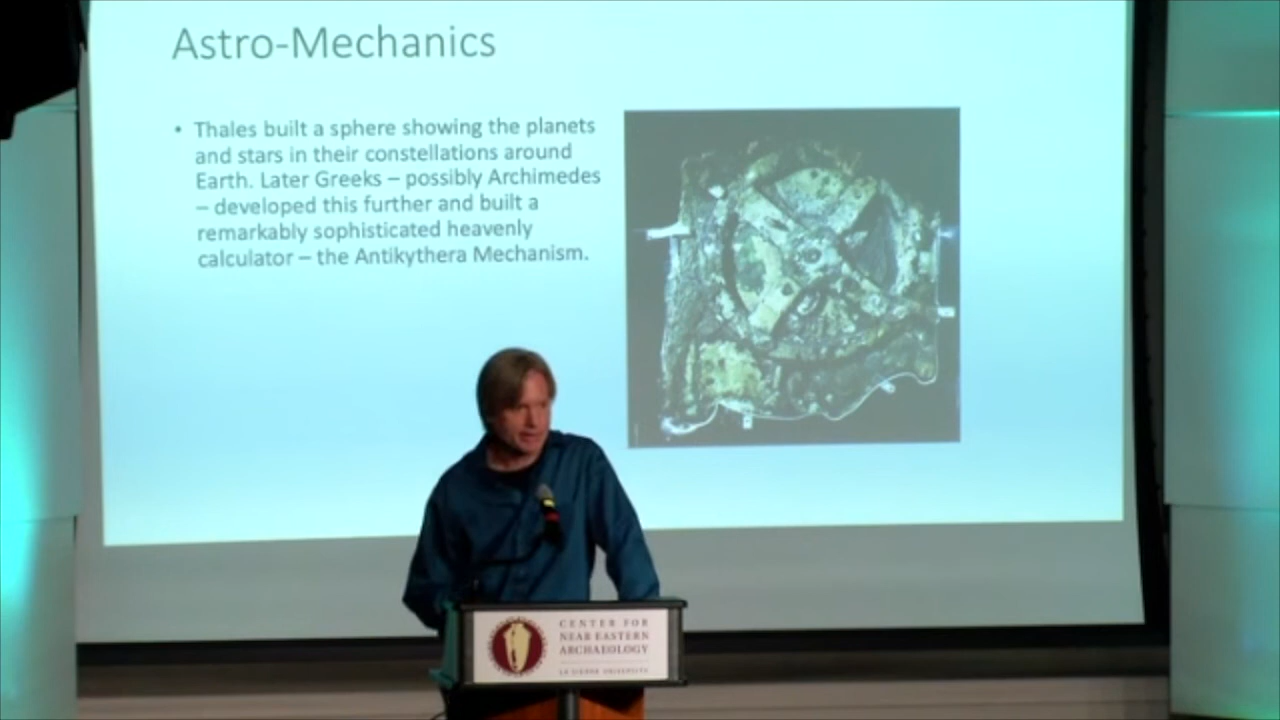 Astro-Mechanics
• Thales built a sphere showing the planets
and stars in their constellations around
Earth. Later Greeks – possibly Archimedes
– developed this further and built a
remarkably sophisticated heavenly
calculator – the Antikythera Mechanism.
CENTER FOR
NEAR EASTERN
ARCHAEOLOGY
LA SIERRA UNIVERSITY